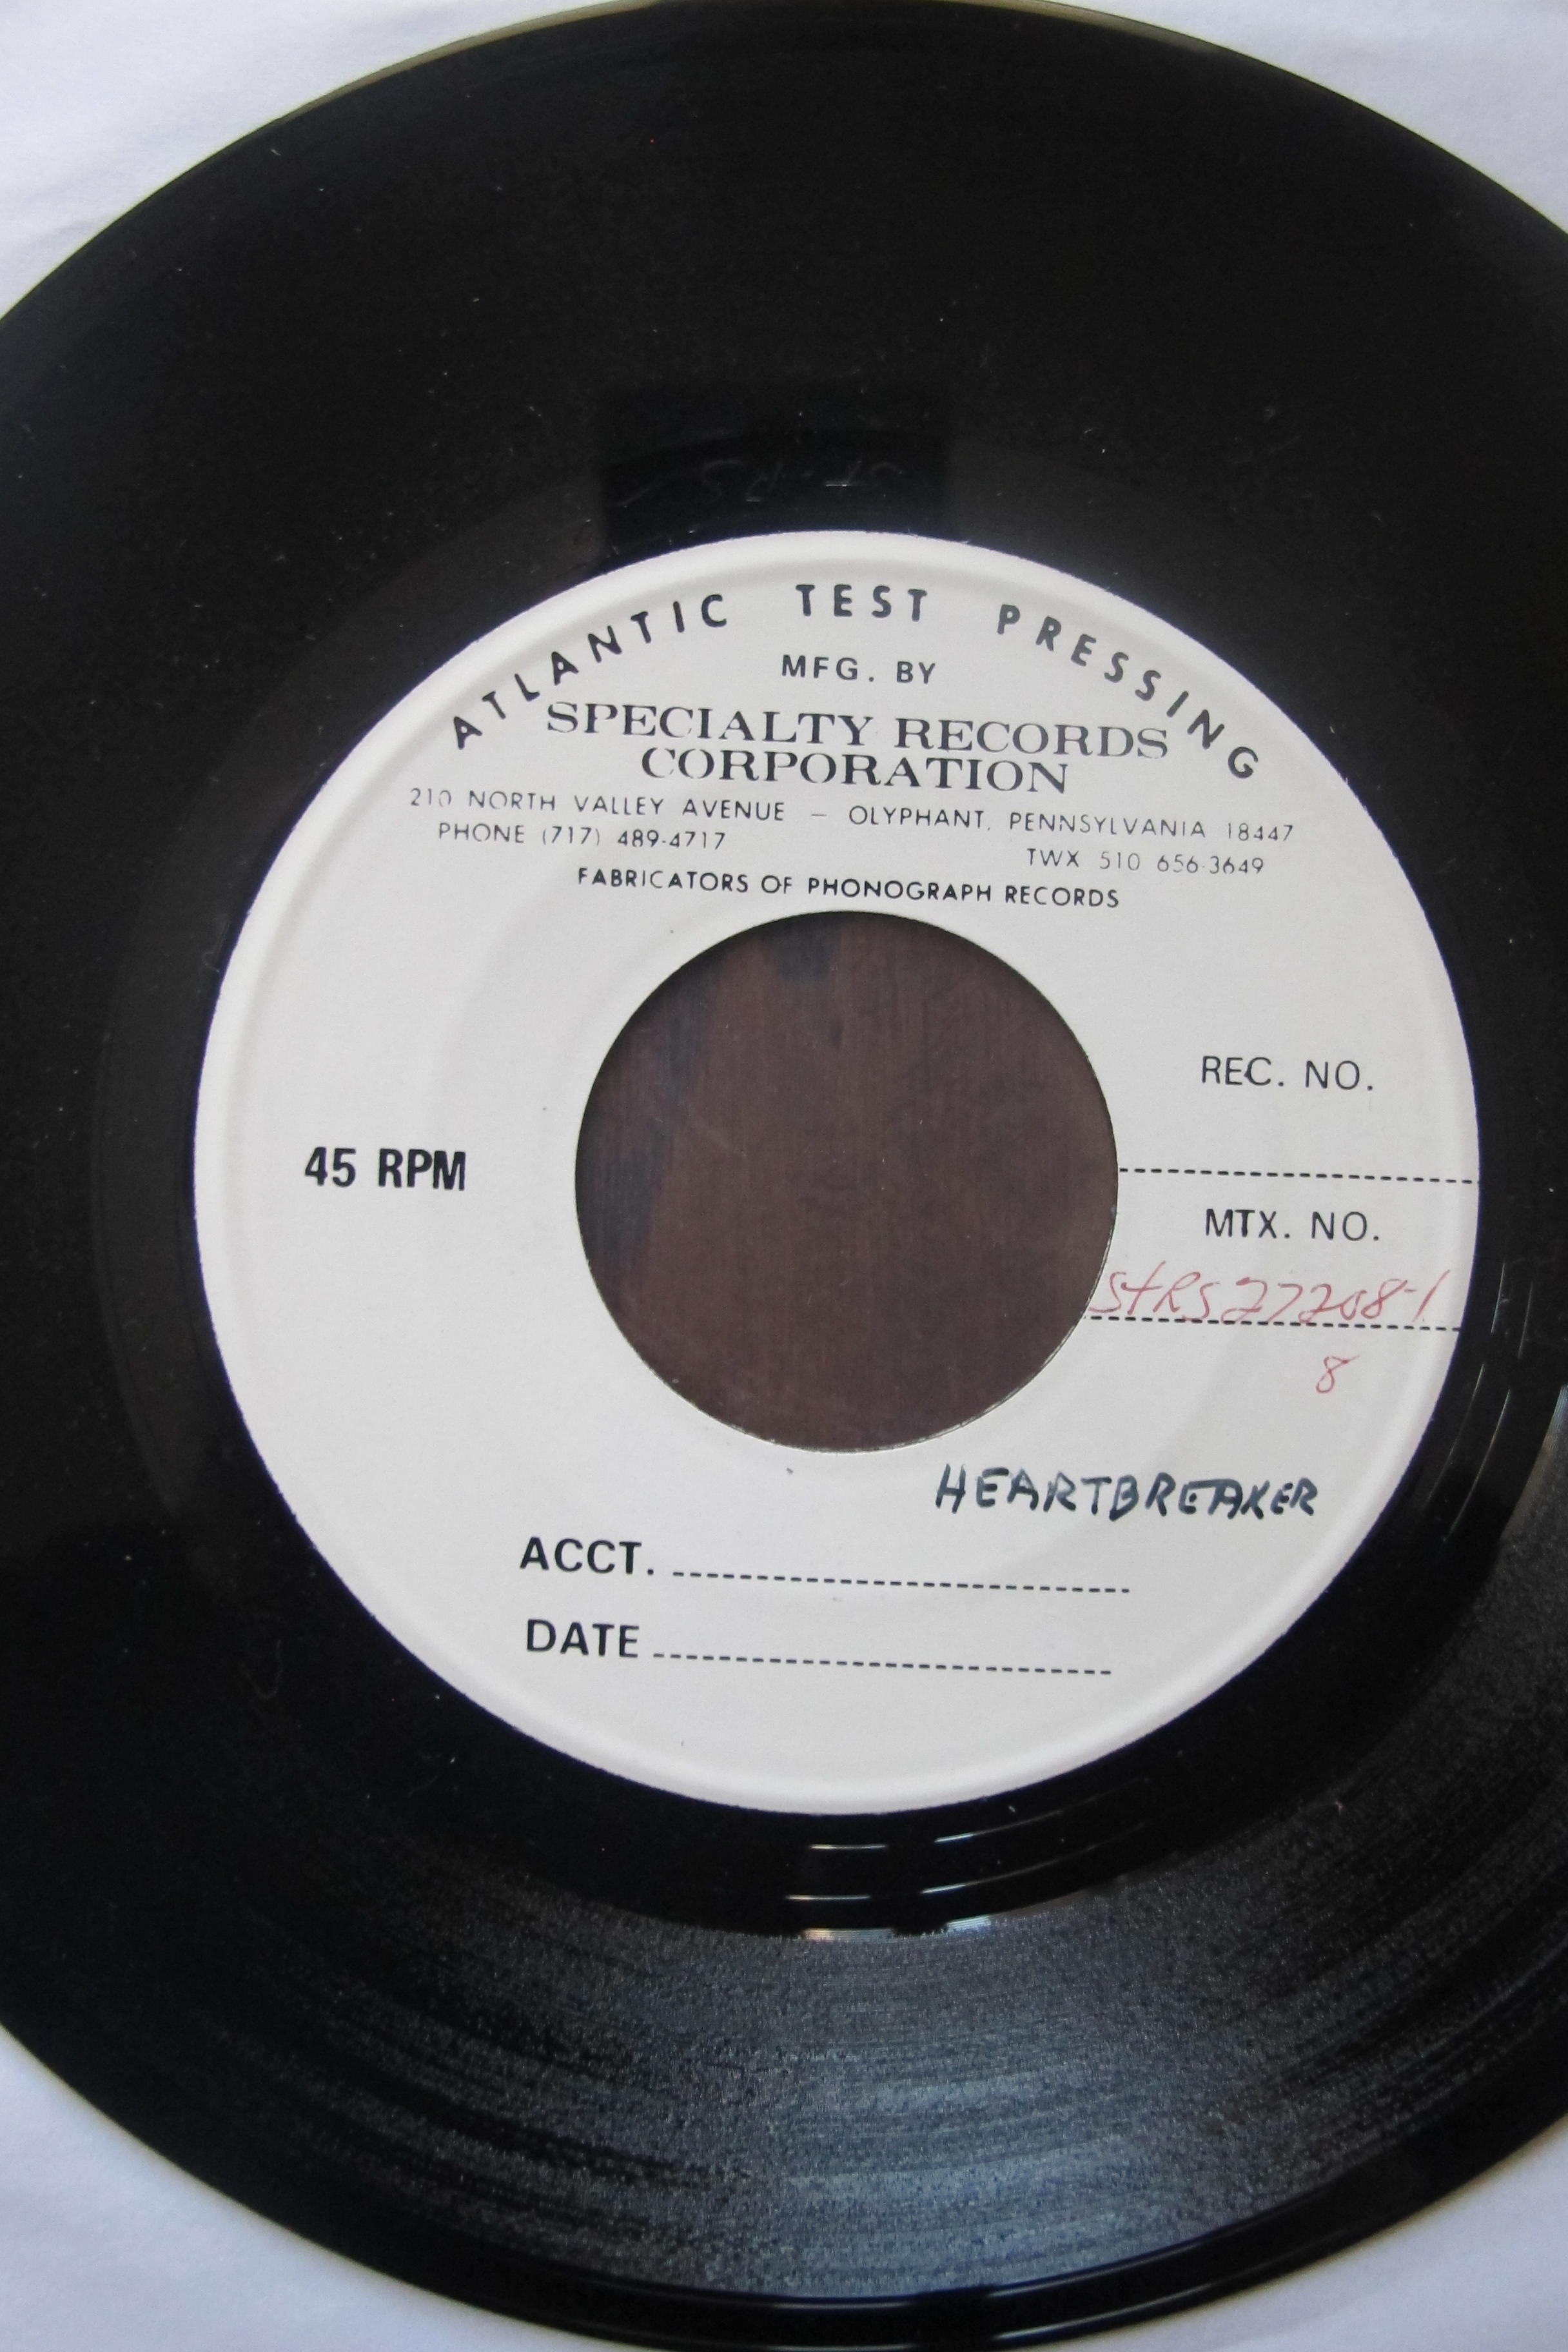 ATLANTIC TEST PRESSING
MFG. BY
SPECIALTY RECORDS
CORPORATION
210 NORTH VALLEY AVENUE — OLYPHANT, PENNSYLVANIA 18447
PHONE (717) 489-4717 TWX 510 656-3649
FABRICATORS OF PHONOGRAPH RECORDS
REC. NO.
45 RPM
MTX. NO.
StRS27208-1
8
HEARTBREAKER
ACCT.
DATE